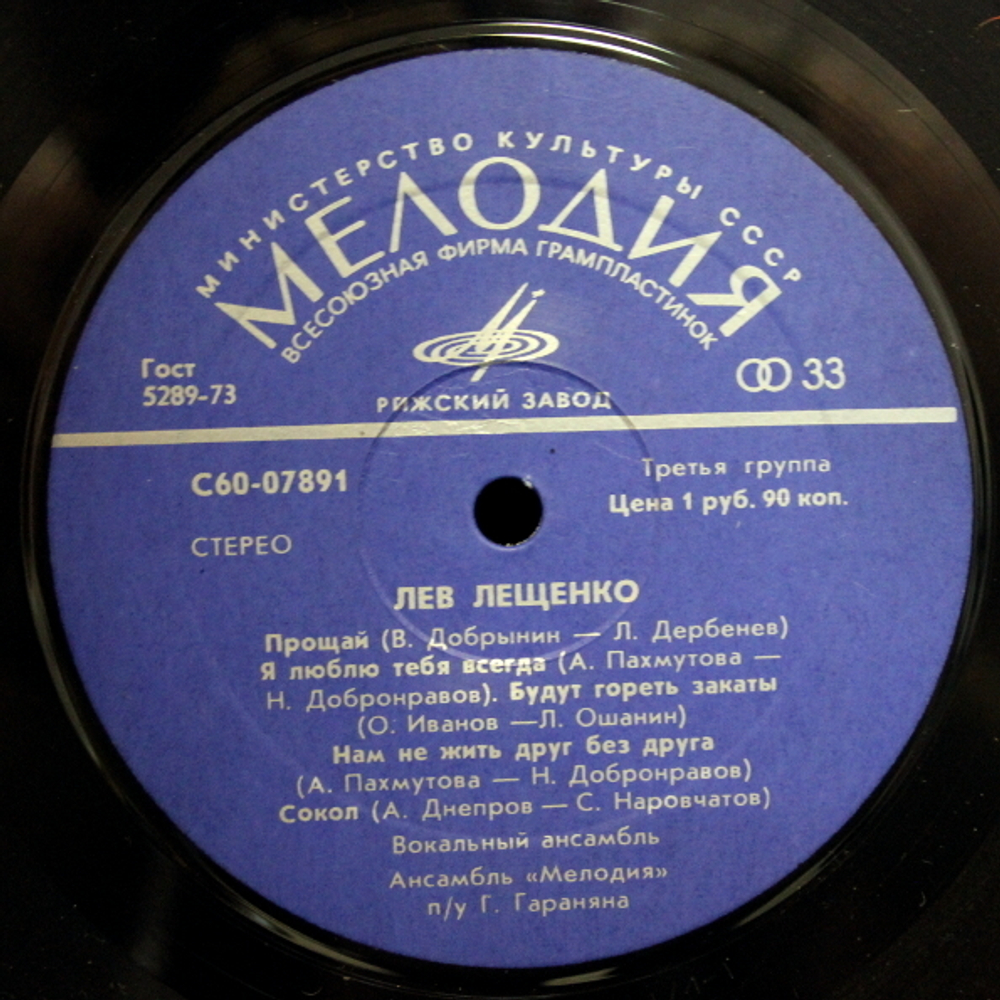 МИНИСТЕРСТВО КУЛЬТУРЫ СССР
МЕЛОДИЯ
ВСЕСОЮЗНАЯ ФИРМА ГРАМПЛАСТИНОК
Гост
5289-73
33
РИЖСКИЙ ЗАВОД
С60-07891
Третья группа
Цена 1 руб. 90 коп.
СТЕРЕО
ЛЕВ ЛЕЩЕНКО
Прощай (В. Добрынин — Л. Дербенев)
Я люблю тебя всегда (А. Пахмутова —
Н. Добронравов). Будут гореть закаты
(О. Иванов —Л. Ошанин)
Нам не жить друг без друга
(А. Пахмутова — Н. Добронравов)
Сокол (А. Днепров — С. Наровчатов)
Вокальный ансамбль
Ансамбль «Мелодия»
п/у Г. Гараняна